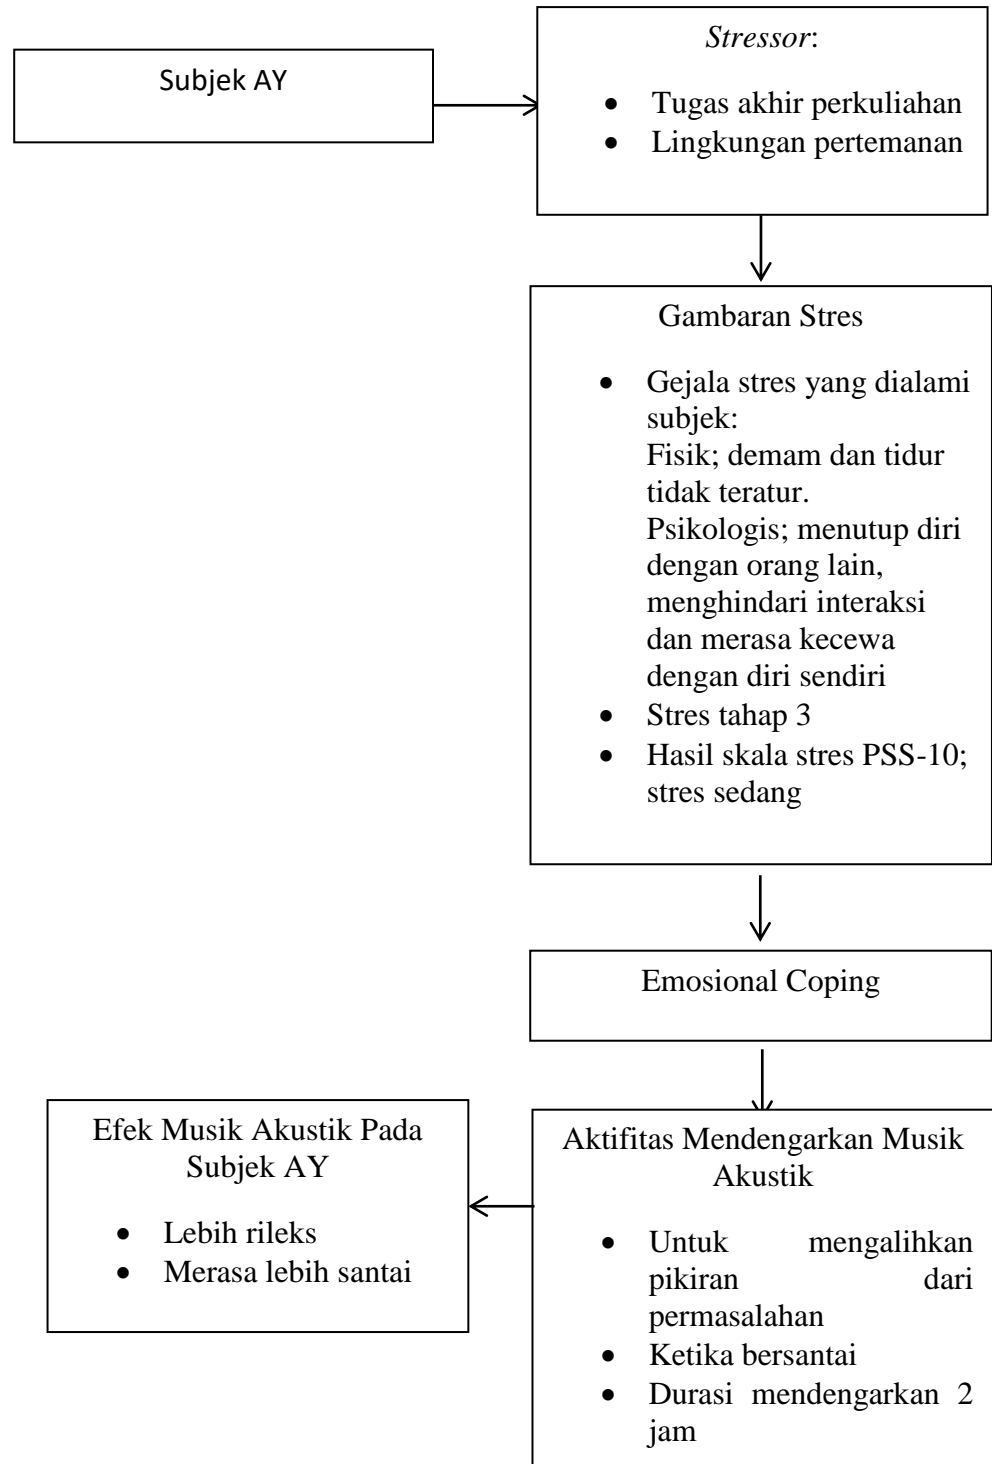 Subjek AY
Stressor:
• Tugas akhir perkuliahan
• Lingkungan pertemanan
Gambaran Stres
• Gejala stres yang dialami
subjek:
Fisik; demam dan tidur
tidak teratur.
Psikologis; menutup diri
dengan orang lain,
menghindari interaksi
dan merasa kecewa
dengan diri sendiri
• Stres tahap 3
• Hasil skala stres PSS-10;
stres sedang
Emosional Coping
Aktifitas Mendengarkan Musik
Akustik
• Untuk mengalihkan
pikiran dari
permasalahan
• Ketika bersantai
• Durasi mendengarkan 2
jam
Efek Musik Akustik Pada
Subjek AY
• Lebih rileks
• Merasa lebih santai